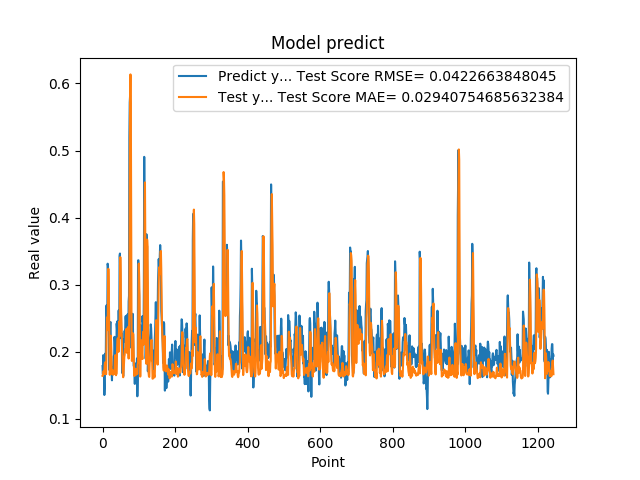 Model predict
Predict y... Test Score RMSE= 0.0422663848045
Test y... Test Score MAE= 0.02940754685632384
0.6
0.5
0.4
0.3
0.2
0.1
Real value
0 200 400 600 800 1000 1200
Point